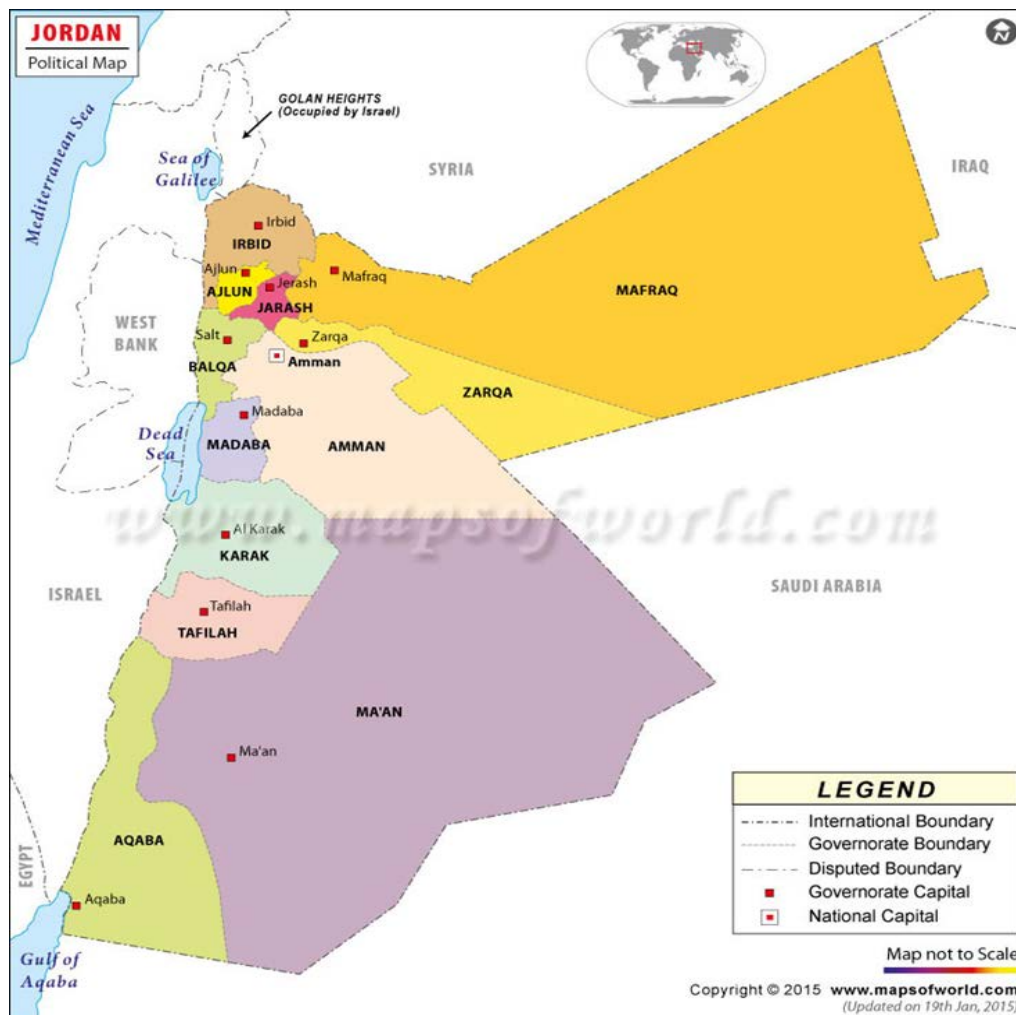 JORDAN
Political Map
Mediterranean Sea
GOLAN HEIGHTS
(Occupied by Israel)
N
Sea of
Galilee
SYRIA
IRAQ
Irbid
IRBID
Ajlun
AJLUN
Jerash
JARASH
Mafraq
MAFRAQ
WEST
BANK
Salt
BALQA
Zarqa
ZARQA
Amman
AMMAN
Madaba
MADABA
Dead
Sea
www.mapsofworld.com
Al Karak
KARAK
ISRAEL
SAUDI ARABIA
Tafilah
TAFILAH
MA'AN
Ma'an
AQABA
EGYPT
Aqaba
Gulf of
Aqaba
LEGEND
International Boundary
Governorate Boundary
Disputed Boundary
Governorate Capital
National Capital
Map not to Scale
Copyright © 2015 www.mapsofworld.com
(Updated on 19th Jan, 2015)